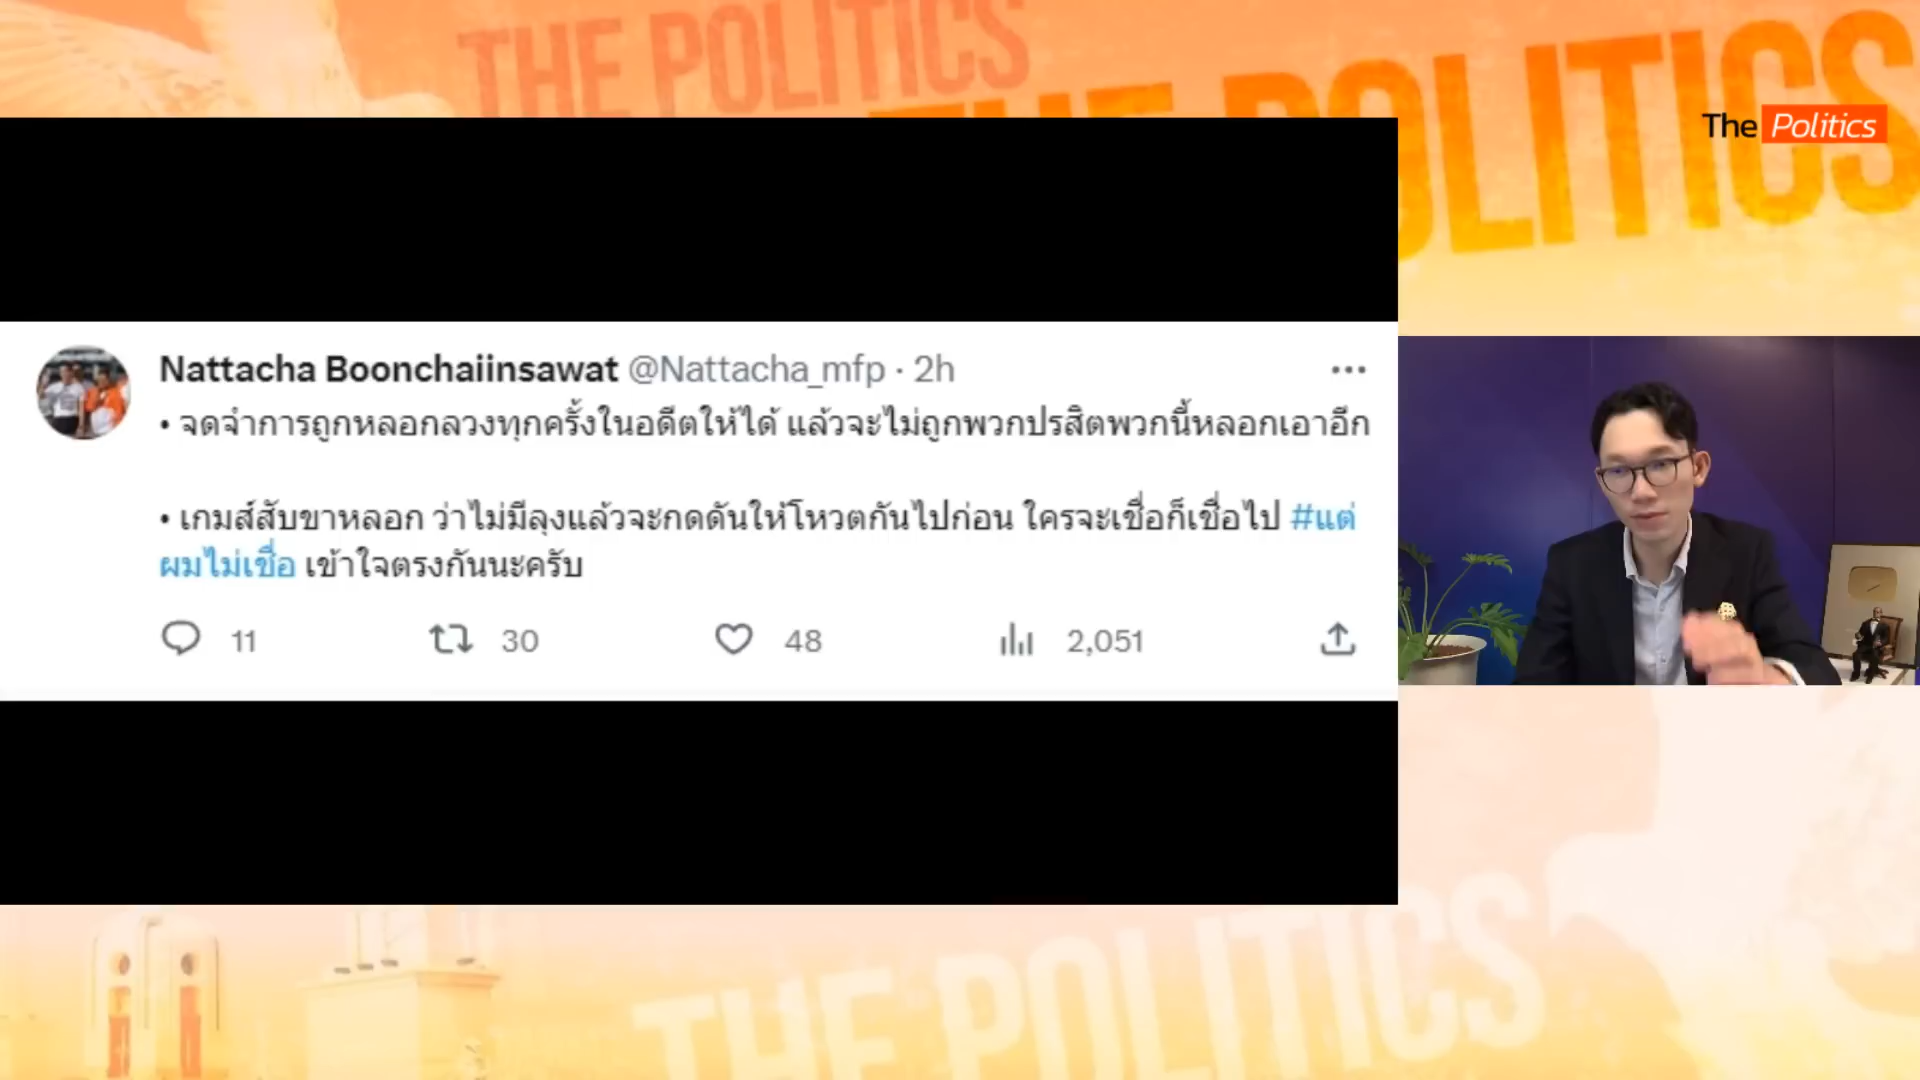 THE POLITICS
THE POLITICS
The Politics
Nattacha Boonchaiinsawat @Nattacha_mfp · 2h
• จดจำการถูกหลอกลวงทุกครั้งในอดีตให้ได้ แล้วจะไม่ถูกพวกปรสิตพวกนี้หลอกเอาอีก
• เกมส์สับขาหลอก ว่าไม่มีลุงแล้วจะกดดันให้โหวตกันไปก่อน ใครจะเชื่อก็เชื่อไป #แต่
ผมไม่เชื่อ เข้าใจตรงกันนะครับ
11 30 48 2,051
THE POLITICS